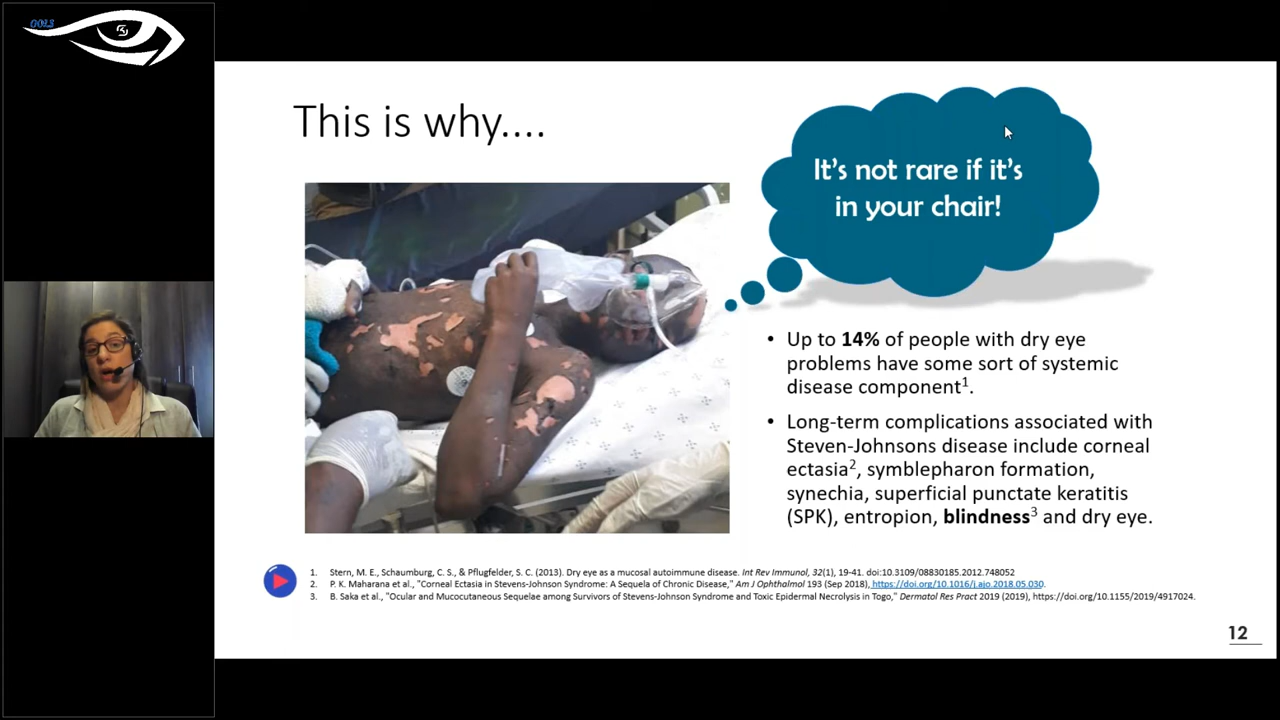 OOLS
This is why....
It's not rare if it's
in your chair!
• Up to 14% of people with dry eye
problems have some sort of systemic
disease component1.
• Long-term complications associated with
Steven-Johnsons disease include corneal
ectasia2, symblepharon formation,
synechia, superficial punctate keratitis
(SPK), entropion, blindness3 and dry eye.
1. Stern, M. E., Schaumburg, C. S., & Pflugfelder, S. C. (2013). Dry eye as a mucosal autoimmune disease. Int Rev Immunol, 32(1), 19-41. doi:10.3109/08830185.2012.748052
2. P. K. Maharana et al., "Corneal Ectasia in Stevens-Johnson Syndrome: A Sequela of Chronic Disease," Am J Ophthalmol 193 (Sep 2018), https://doi.org/10.1016/j.ajo.2018.05.030.
3. B. Saka et al., "Ocular and Mucocutaneous Sequelae among Survivors of Stevens-Johnson Syndrome and Toxic Epidermal Necrolysis in Togo," Dermatol Res Pract 2019 (2019), https://doi.org/10.1155/2019/4917024.
12